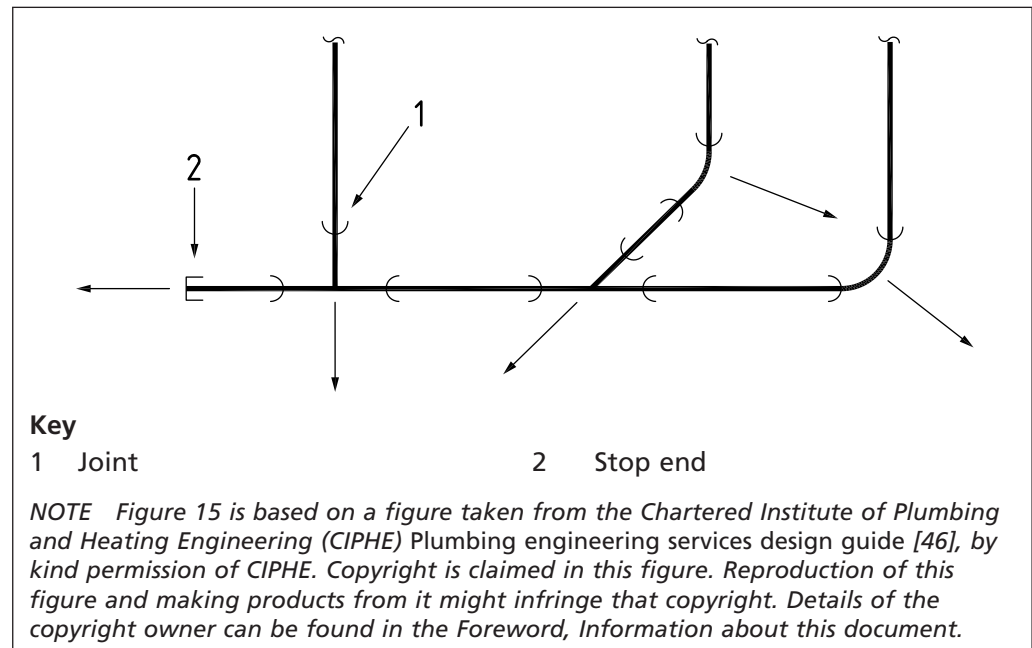 1
2
Key
1 Joint 2 Stop end
NOTE Figure 15 is based on a figure taken from the Chartered Institute of Plumbing
and Heating Engineering (CIPHE) Plumbing engineering services design guide [46], by
kind permission of CIPHE. Copyright is claimed in this figure. Reproduction of this
figure and making products from it might infringe that copyright. Details of the
copyright owner can be found in the Foreword, Information about this document.